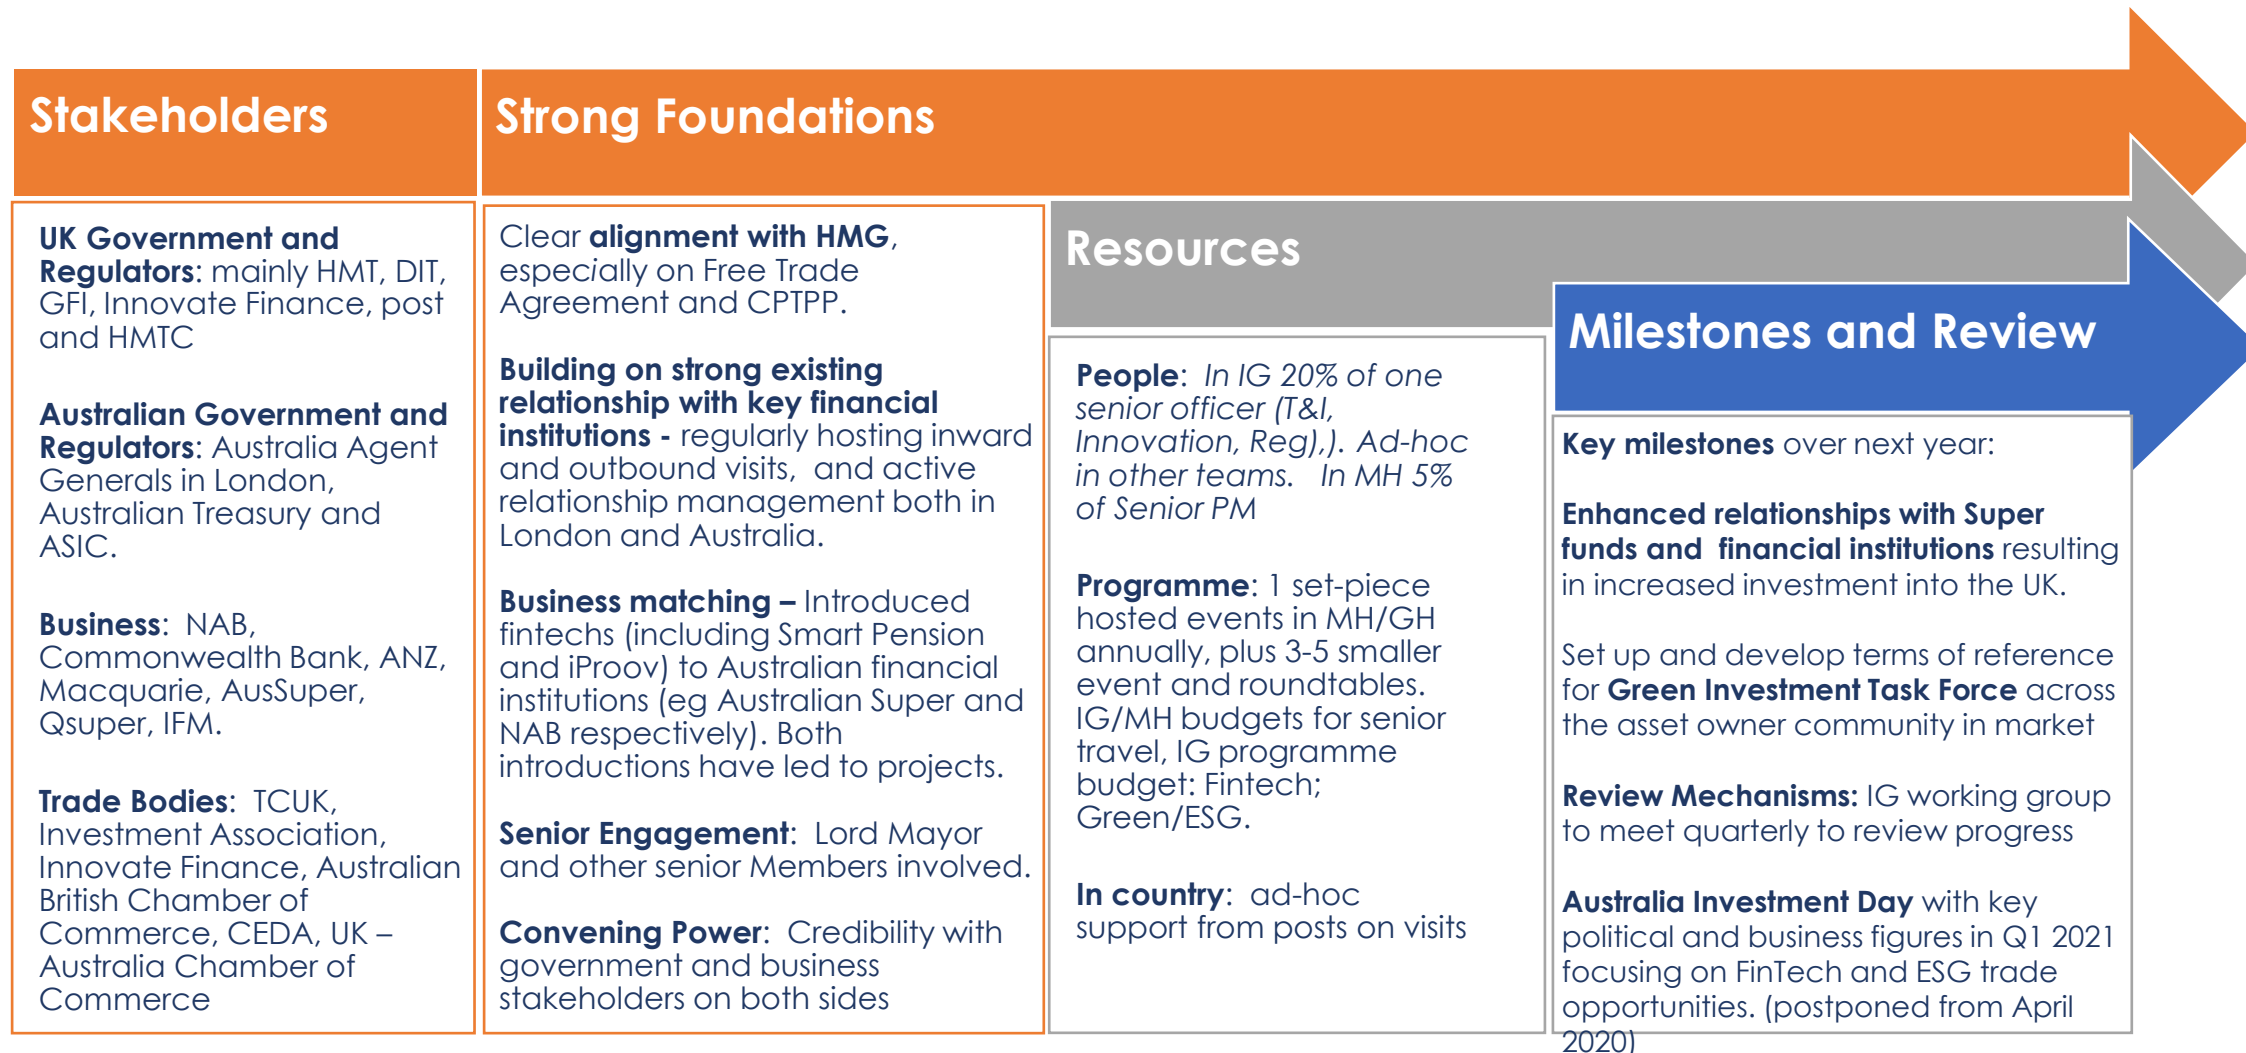 Stakeholders
UK Government and
Regulators: mainly HMT, DIT,
GFI, Innovate Finance, post
and HMTC
Australian Government and
Regulators: Australia Agent
Generals in London,
Australian Treasury and
ASIC.
Business: NAB,
Commonwealth Bank, ANZ,
Macquarie, AusSuper,
Qsuper, IFM.
Trade Bodies: TCUK,
Investment Association,
Innovate Finance, Australian
British Chamber of
Commerce, CEDA, UK –
Australia Chamber of
Commerce
Strong Foundations
Clear alignment with HMG,
especially on Free Trade
Agreement and CPTPP.
Building on strong existing
relationship with key financial
institutions - regularly hosting inward
and outbound visits, and active
relationship management both in
London and Australia.
Business matching – Introduced
fintechs (including Smart Pension
and iProov) to Australian financial
institutions (eg Australian Super and
NAB respectively). Both
introductions have led to projects.
Senior Engagement: Lord Mayor
and other senior Members involved.
Convening Power: Credibility with
government and business
stakeholders on both sides
Resources
People: In IG 20% of one
senior officer (T&I,
Innovation, Reg),). Ad-hoc
in other teams. In MH 5%
of Senior PM
Programme: 1 set-piece
hosted events in MH/GH
annually, plus 3-5 smaller
event and roundtables.
IG/MH budgets for senior
travel, IG programme
budget: Fintech;
Green/ESG.
In country: ad-hoc
support from posts on visits
Milestones and Review
Key milestones over next year:
Enhanced relationships with Super
funds and financial institutions resulting
in increased investment into the UK.
Set up and develop terms of reference
for Green Investment Task Force across
the asset owner community in market
Review Mechanisms: IG working group
to meet quarterly to review progress
Australia Investment Day with key
political and business figures in Q1 2021
focusing on FinTech and ESG trade
opportunities. (postponed from April
2020)